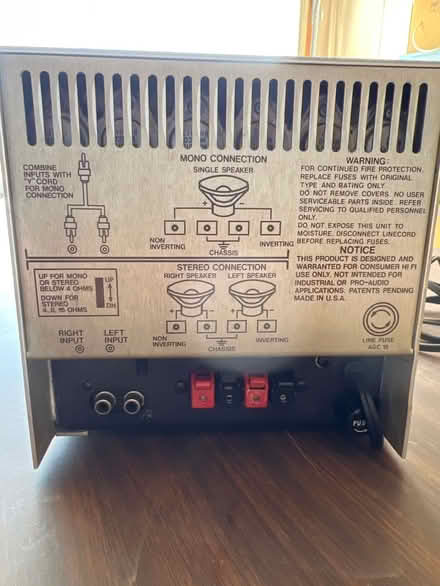 MONO CONNECTION
SINGLE SPEAKER
COMBINE
INPUTS WITH
"Y" CORD
FOR MONO
CONNECTION
+
-
NON
INVERTING
CHASSIS
INVERTING
STEREO CONNECTION
RIGHT SPEAKER
LEFT SPEAKER
+
-
-
+
NON
INVERTING
CHASSIS
INVERTING
UP FOR MONO
OR STEREO
BELOW 4 OHMS
DOWN FOR
STEREO
4, 8, 16 OHMS
UP
DN
RIGHT
INPUT
LEFT
INPUT
WARNING:
FOR CONTINUED FIRE PROTECTION,
REPLACE FUSES WITH ORIGINAL
TYPE AND RATING ONLY.
DO NOT REMOVE COVERS. NO USER
SERVICEABLE PARTS INSIDE. REFER
SERVICING TO QUALIFIED PERSONNEL
ONLY.
DO NOT EXPOSE THIS UNIT TO
MOISTURE. DISCONNECT LINECORD
BEFORE REPLACING FUSES.
NOTICE
THIS PRODUCT IS DESIGNED AND
WARRANTED FOR CONSUMER HI FI
USE ONLY. NOT INTENDED FOR
INDUSTRIAL OR PRO-AUDIO
APPLICATIONS. PATENTS PENDING.
MADE IN U.S.A.
LINE FUSE